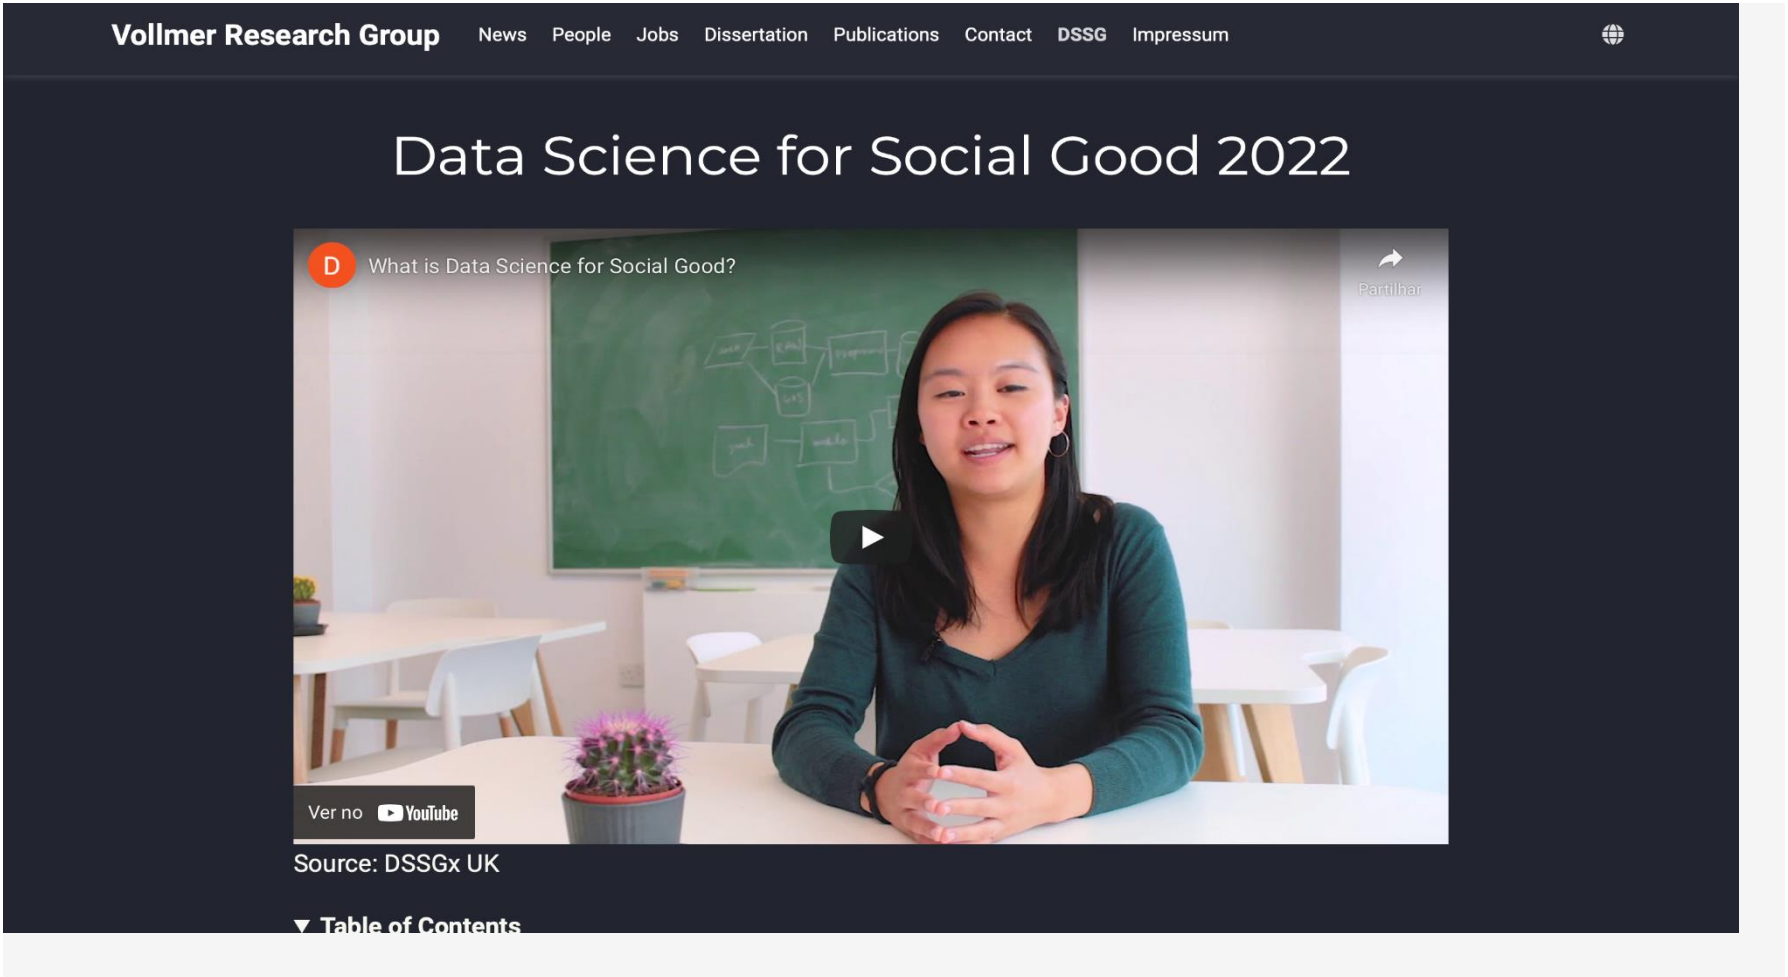 Vollmer Research Group News People Jobs Dissertation Publications Contact DSSG Impressum
Data Science for Social Good 2022
D What is Data Science for Social Good?
Partilhar
RAW
Ver no YouTube
Source: DSSGx UK
Table of Contents